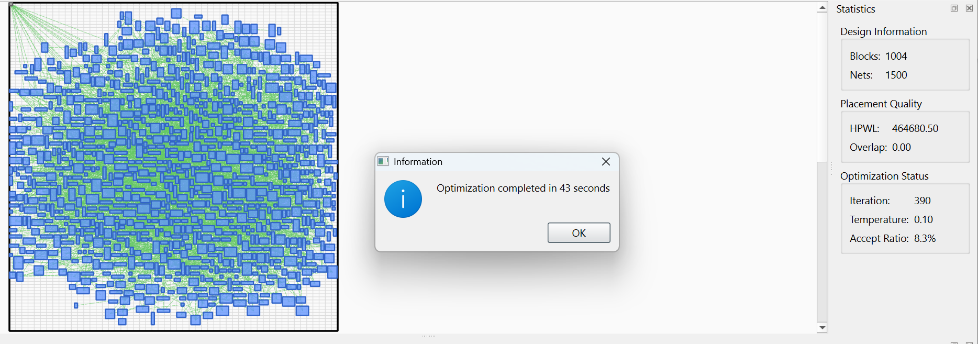 Statistics
Design Information
Blocks: 1004
Nets: 1500
Placement Quality
HPWL: 464680.50
Overlap: 0.00
Optimization Status
Iteration: 390
Temperature: 0.10
Accept Ratio: 8.3%
Information
Optimization completed in 43 seconds
OK